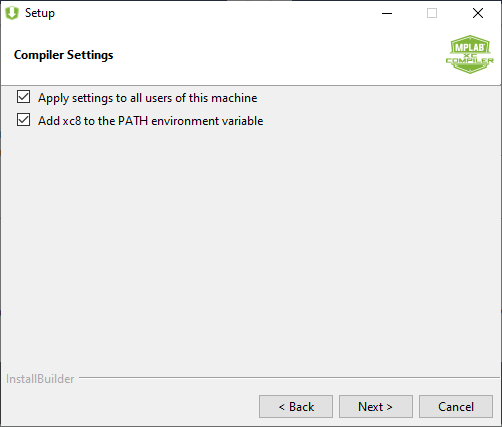 Setup
Compiler Settings
MPLAB
XC
COMPILER
Apply settings to all users of this machine
Add xc8 to the PATH environment variable
InstallBuilder
< Back
Next >
Cancel